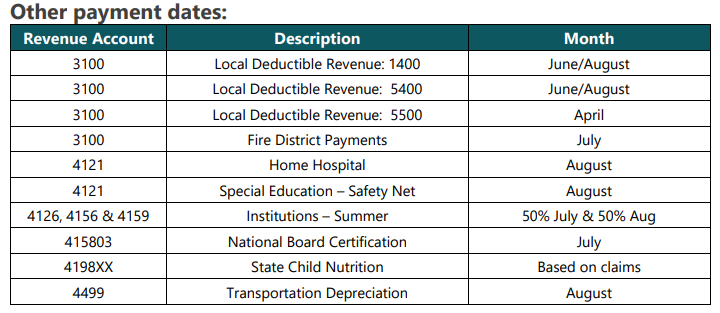 Other payment dates:
Revenue Account Description Month
3100 Local Deductible Revenue: 1400 June/August
3100 Local Deductible Revenue:  5400 June/August
3100 Local Deductible Revenue:  5500 April
3100 Fire District Payments July
4121 Home Hospital August
4121 Special Education – Safety Net August
4126, 4156 & 4159 Institutions – Summer 50% July & 50% Aug
415803 National Board Certification July
4198XX State Child Nutrition Based on claims
4499 Transportation Depreciation August